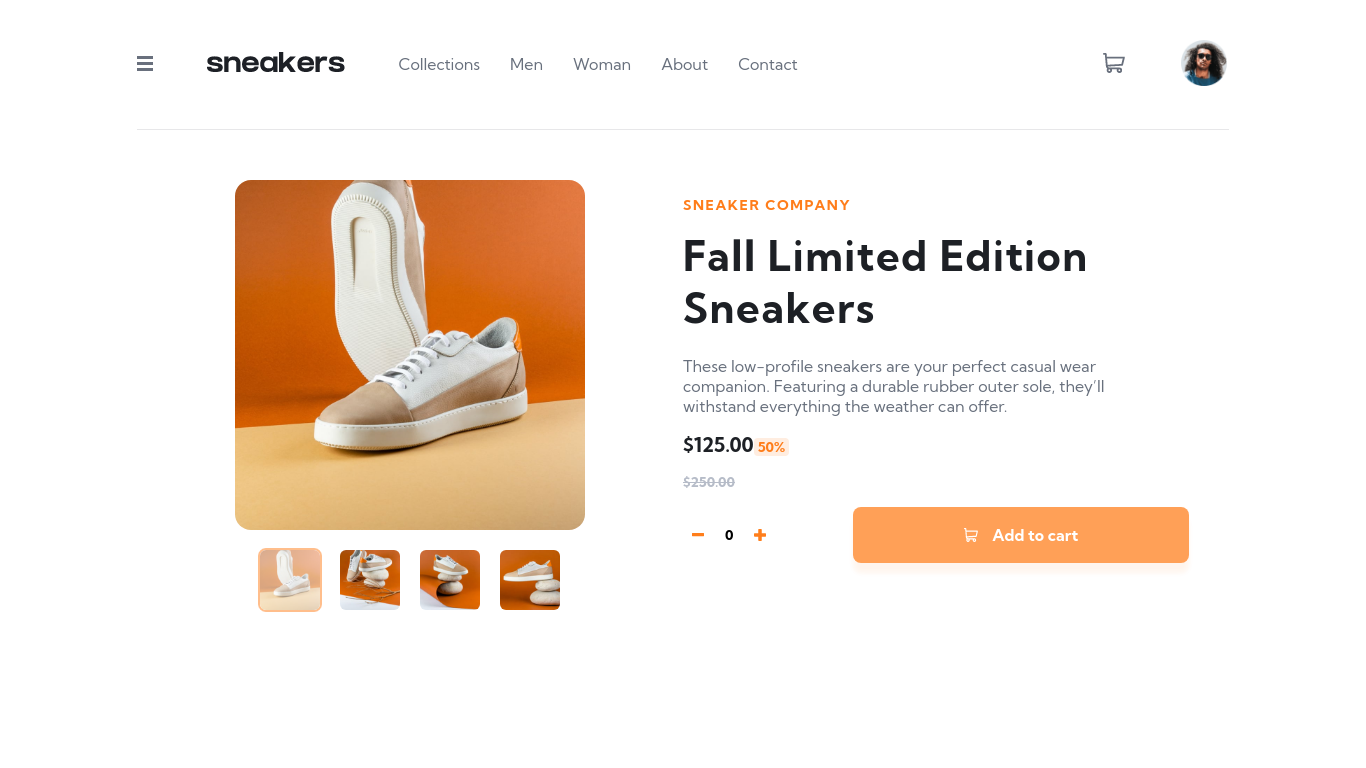 sneakers Collections Men Woman About Contact
SNEAKER COMPANY
Fall Limited Edition
Sneakers
These low-profile sneakers are your perfect casual wear
companion. Featuring a durable rubber outer sole, they’ll
withstand everything the weather can offer.
$125.00 50%
$250.00
0 Add to cart